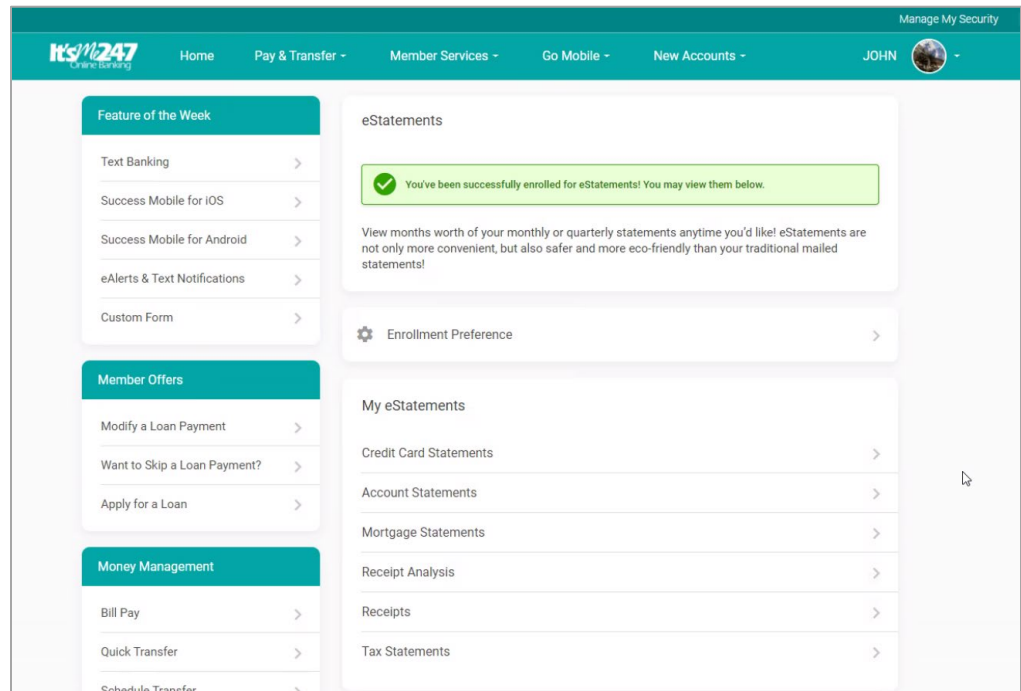 Manage My Security
It'sMe247
Online Banking
Home
Pay & Transfer
Member Services
Go Mobile
New Accounts
JOHN
Feature of the Week
Text Banking
Success Mobile for iOS
Success Mobile for Android
eAlerts & Text Notifications
Custom Form
Member Offers
Modify a Loan Payment
Want to Skip a Loan Payment?
Apply for a Loan
Money Management
Bill Pay
Quick Transfer
Schedule Transfer
eStatements
You've been successfully enrolled for eStatements! You may view them below.
View months worth of your monthly or quarterly statements anytime you'd like! eStatements are
not only more convenient, but also safer and more eco-friendly than your traditional mailed
statements!
Enrollment Preference
My eStatements
Credit Card Statements
Account Statements
Mortgage Statements
Receipt Analysis
Receipts
Tax Statements